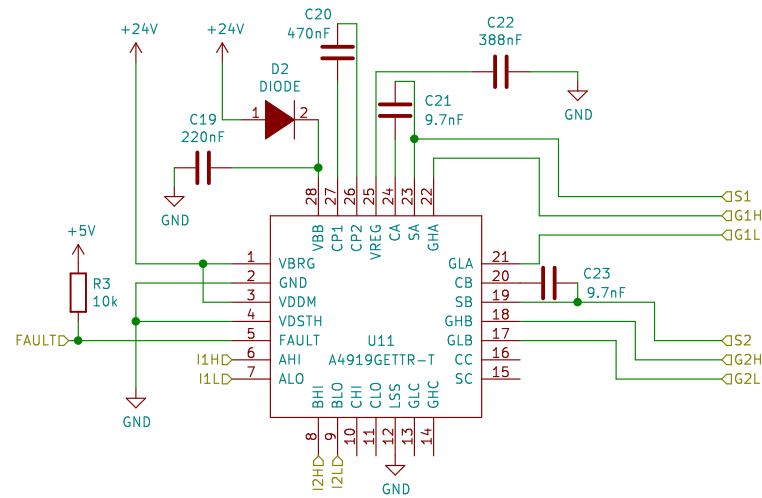 C20
470nF
C22
388nF
+24V
+24V
D2
DIODE
1
2
C21
9.7nF
C19
220nF
GND
GND
28
27
26
25
24
23
22
VBB
CP1
CP2
VREG
CA
SA
GHA
S1
G1H
G1L
+5V
R3
10k
FAULT
I1H
I1L
1
2
3
4
5
6
7
VBRG
GND
VDDM
VDSTH
FAULT
AHI
ALO
U11
A4919GETTR-T
GLA
CB
SB
GHB
GLB
CC
SC
21
20
19
18
17
16
15
C23
9.7nF
S2
G2H
G2L
BHI
BLO
CHI
CLO
LSS
GLC
GHC
8
9
10
11
12
13
14
GND
I2H
I2L
GND